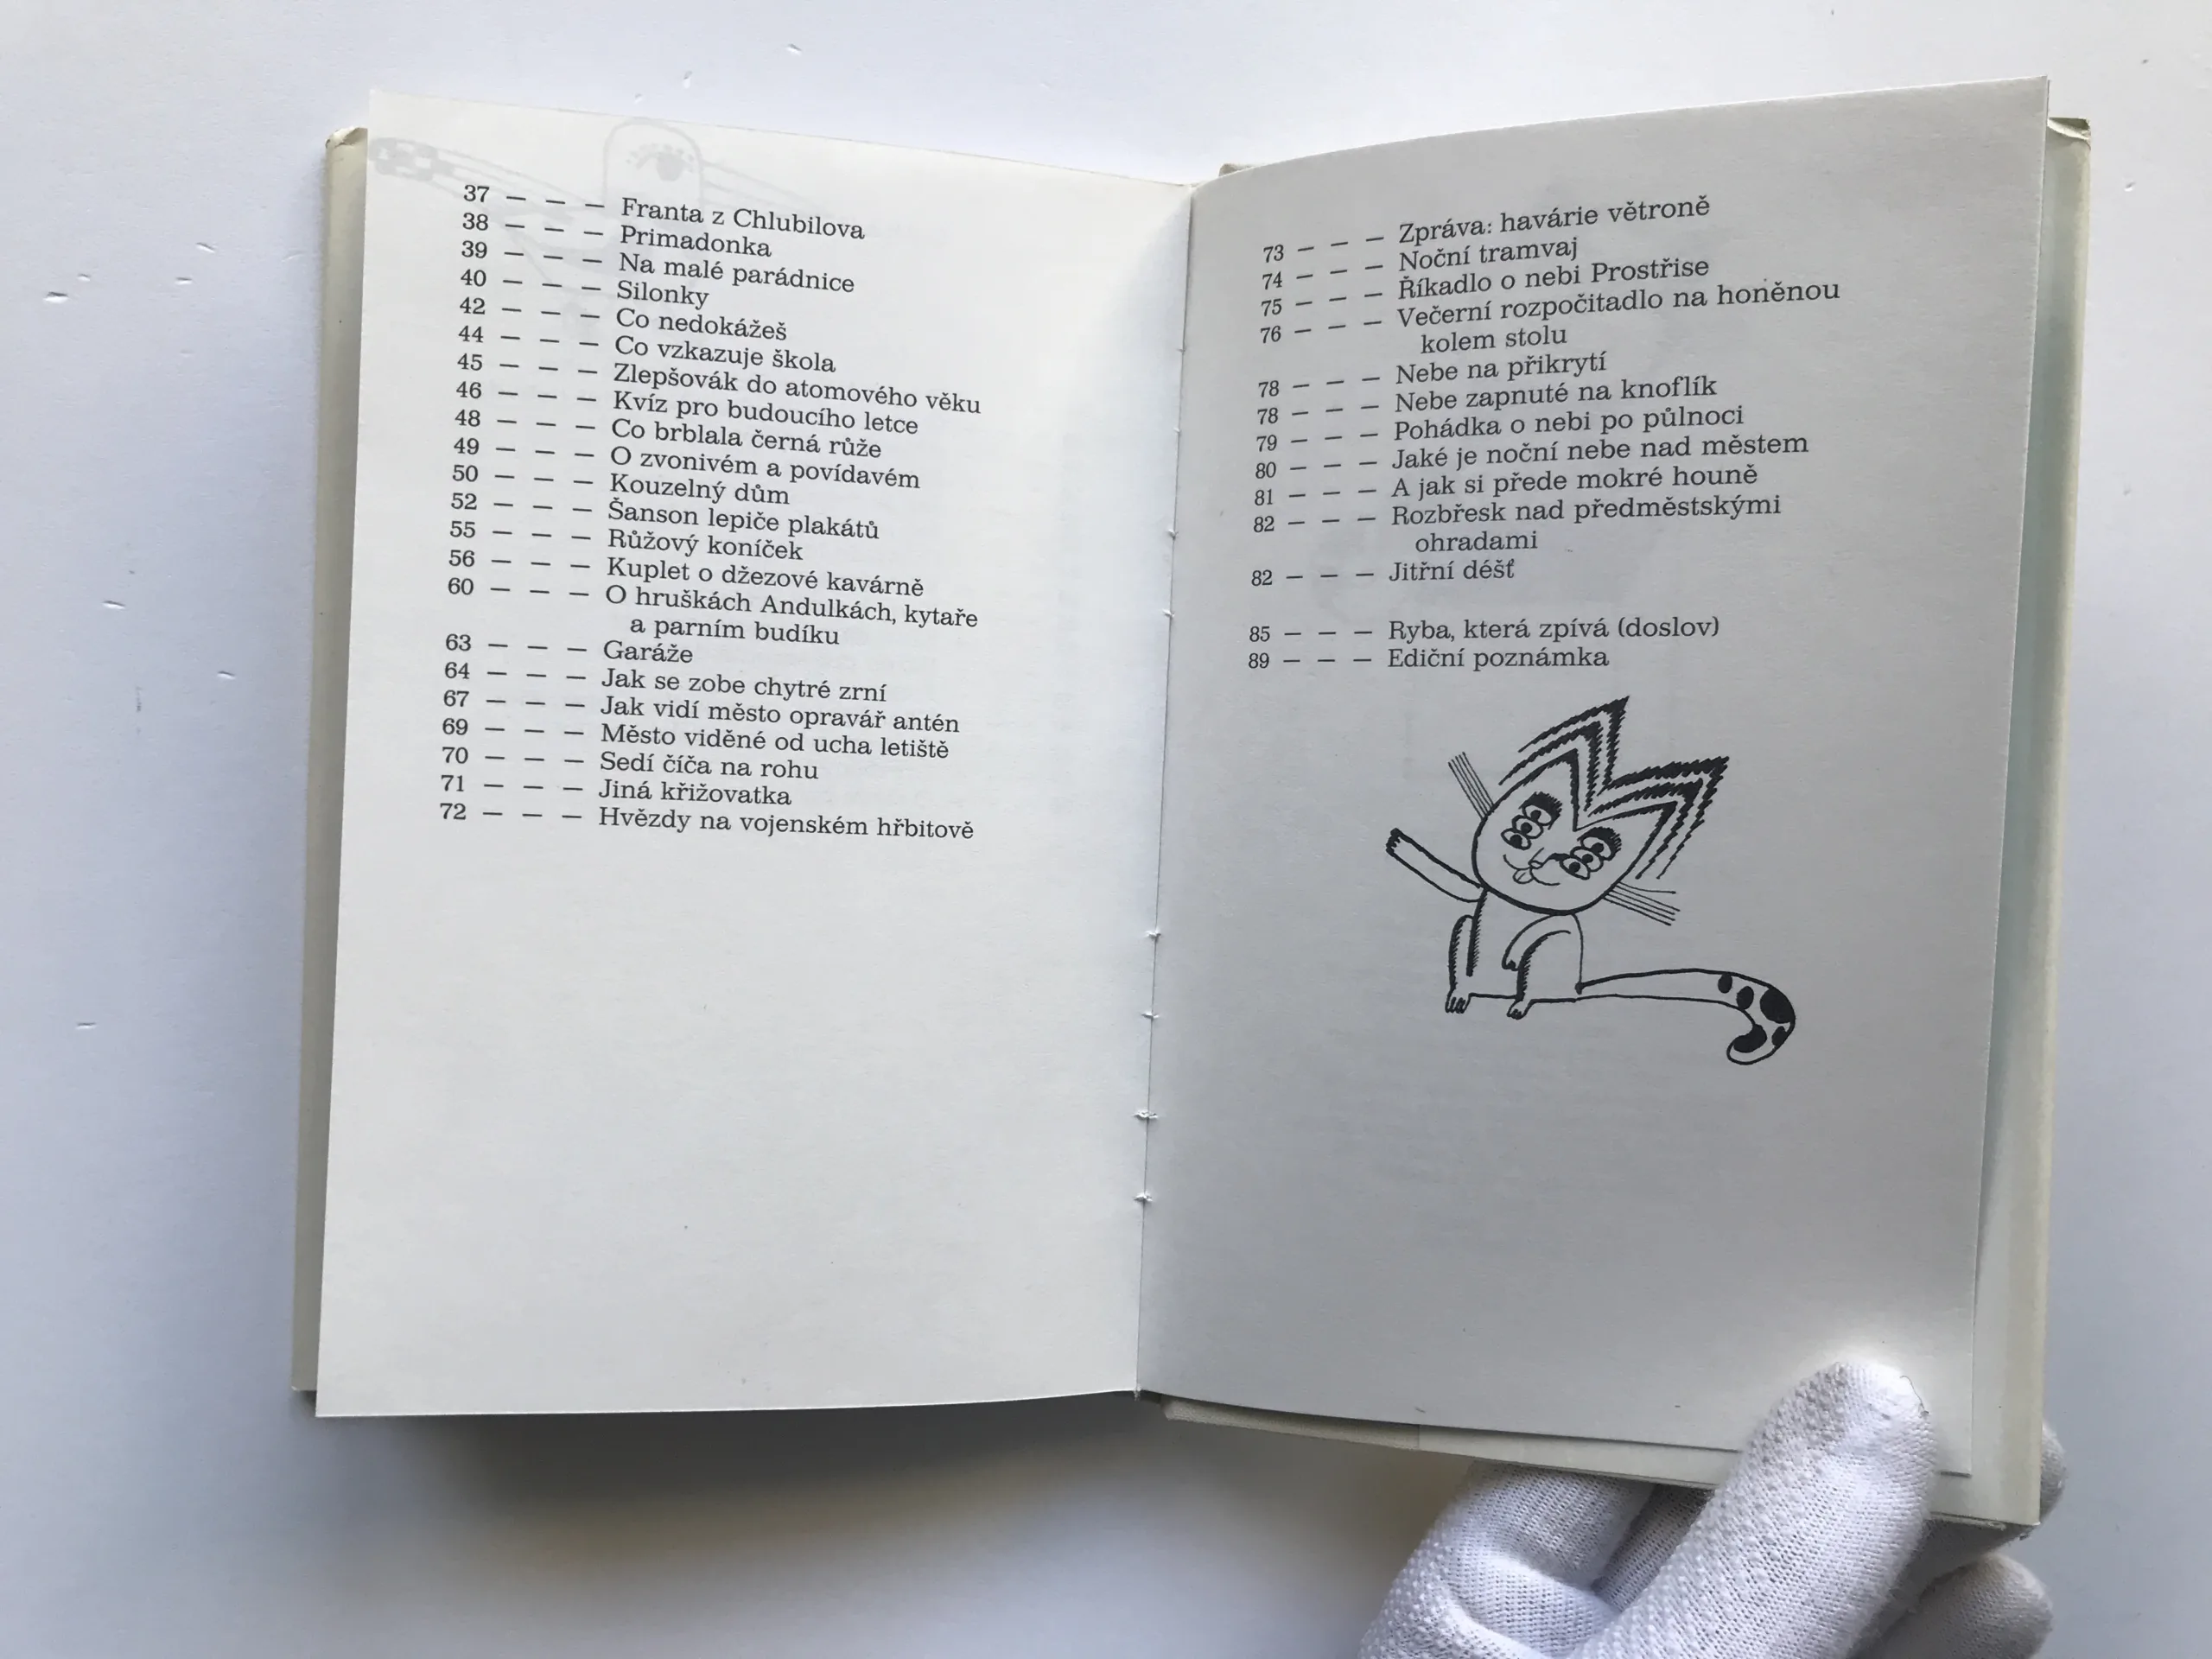 37 — — — Franta z Chlubilova
38 — — — Primadonka
39 — — — Na malé parádnice
40 — — — Silonky
42 — — — Co nedokážeš
44 — — — Co vzkazuje škola
45 — — — Zlepšovák do atomového věku
46 — — — Kvíz pro budoucího letce
48 — — — Co brblala černá růže
49 — — — O zvonivém a povídavém
50 — — — Kouzelný dům
52 — — — Šanson lepiče plakátů
55 — — — Růžový koníček
56 — — — Kuplet o džezové kavárně
60 — — — O hruškách Andulkách, kytaře
a parním budíku
63 — — — Garáže
64 — — — Jak se zobe chytré zrní
67 — — — Jak vidí město opravář antén
69 — — — Město viděné od ucha letiště
70 — — — Sedí číča na rohu
71 — — — Jiná křižovatka
72 — — — Hvězdy na vojenském hřbitově
73 — — — Zpráva: havárie větroně
74 — — — Noční tramvaj
75 — — — Říkadlo o nebi Prostřise
76 — — — Večerní rozpočitadlo na honěnou
kolem stolu
78 — — — Nebe na přikrytí
78 — — — Nebe zapnuté na knoflík
79 — — — Pohádka o nebi po půlnoci
80 — — — Jaké je noční nebe nad městem
81 — — — A jak si přede mokré houně
82 — — — Rozbřesk nad předměstskými
ohradami
82 — — — Jitřní déšť
85 — — — Ryba, která zpívá (doslov)
89 — — — Ediční poznámka